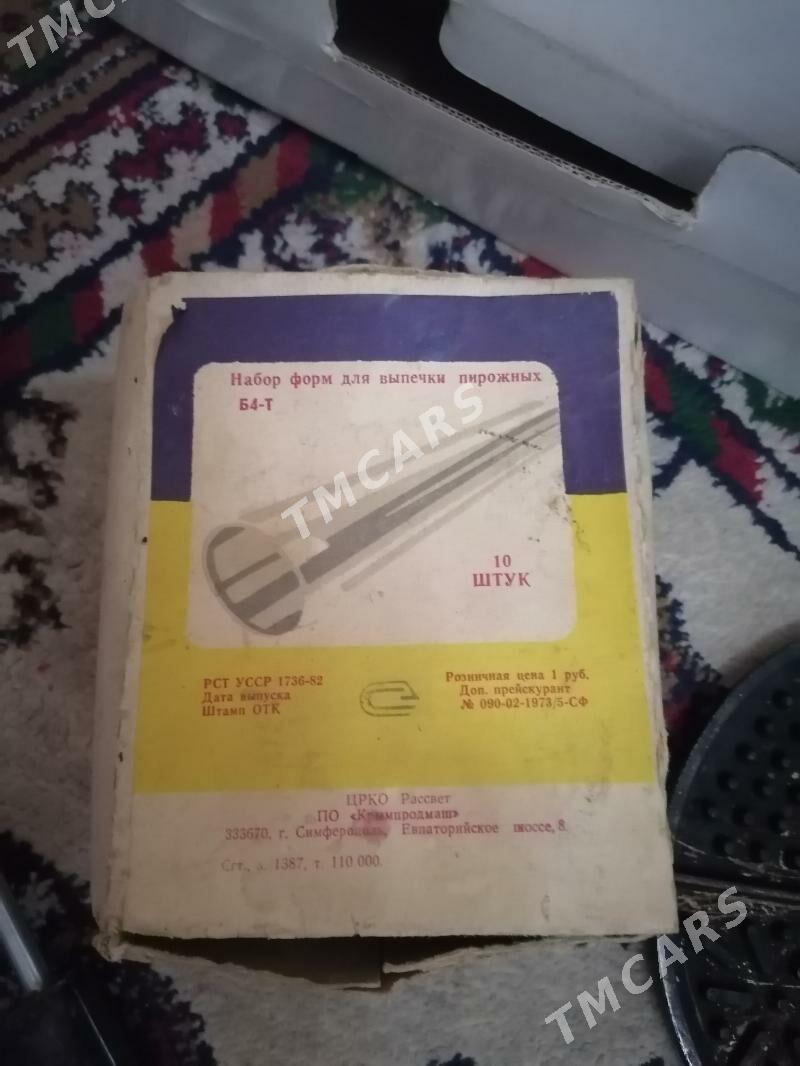 TMCARS
Набор форм для выпечки пирожных
Б4-Т
TMCARS
10
ШТУК
РСТ УССР 1736-82
Дата выпуска
Штамп ОТК
Розничная цена 1 руб.
Доп. прейскурант
№ 090-02-1973/5-СФ
ЦРКО Рассвет
ПО «Крымпродмаш»
333670, г. Симферополь, Евпаторийское шоссе, 8.
з. 1387, т. 110 000.
TMCARS